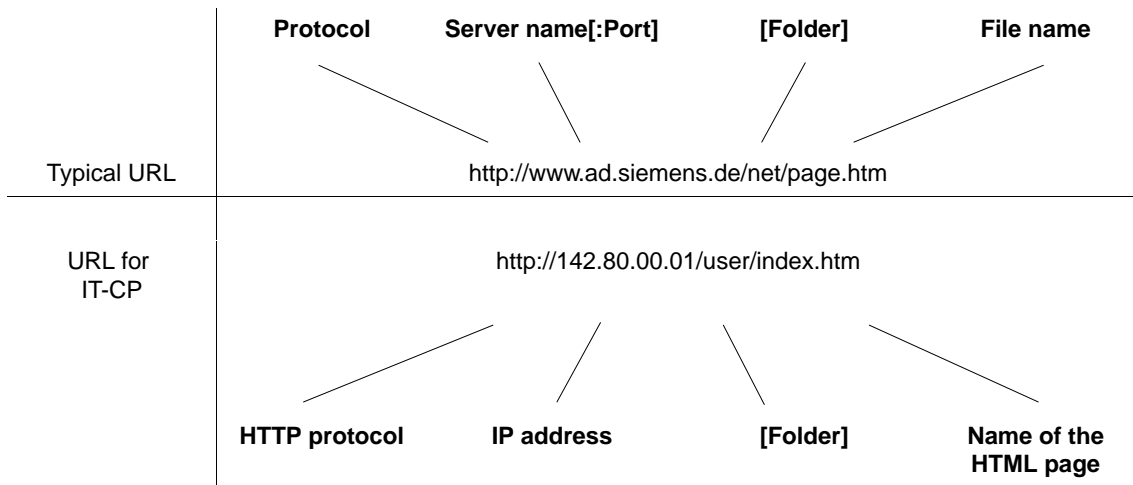 Protocol Server name[:Port] [Folder] File name
Typical URL http://www.ad.siemens.de/net/page.htm
URL for http://142.80.00.01/user/index.htm
IT-CP
HTTP protocol IP address [Folder] Name of the
HTML page